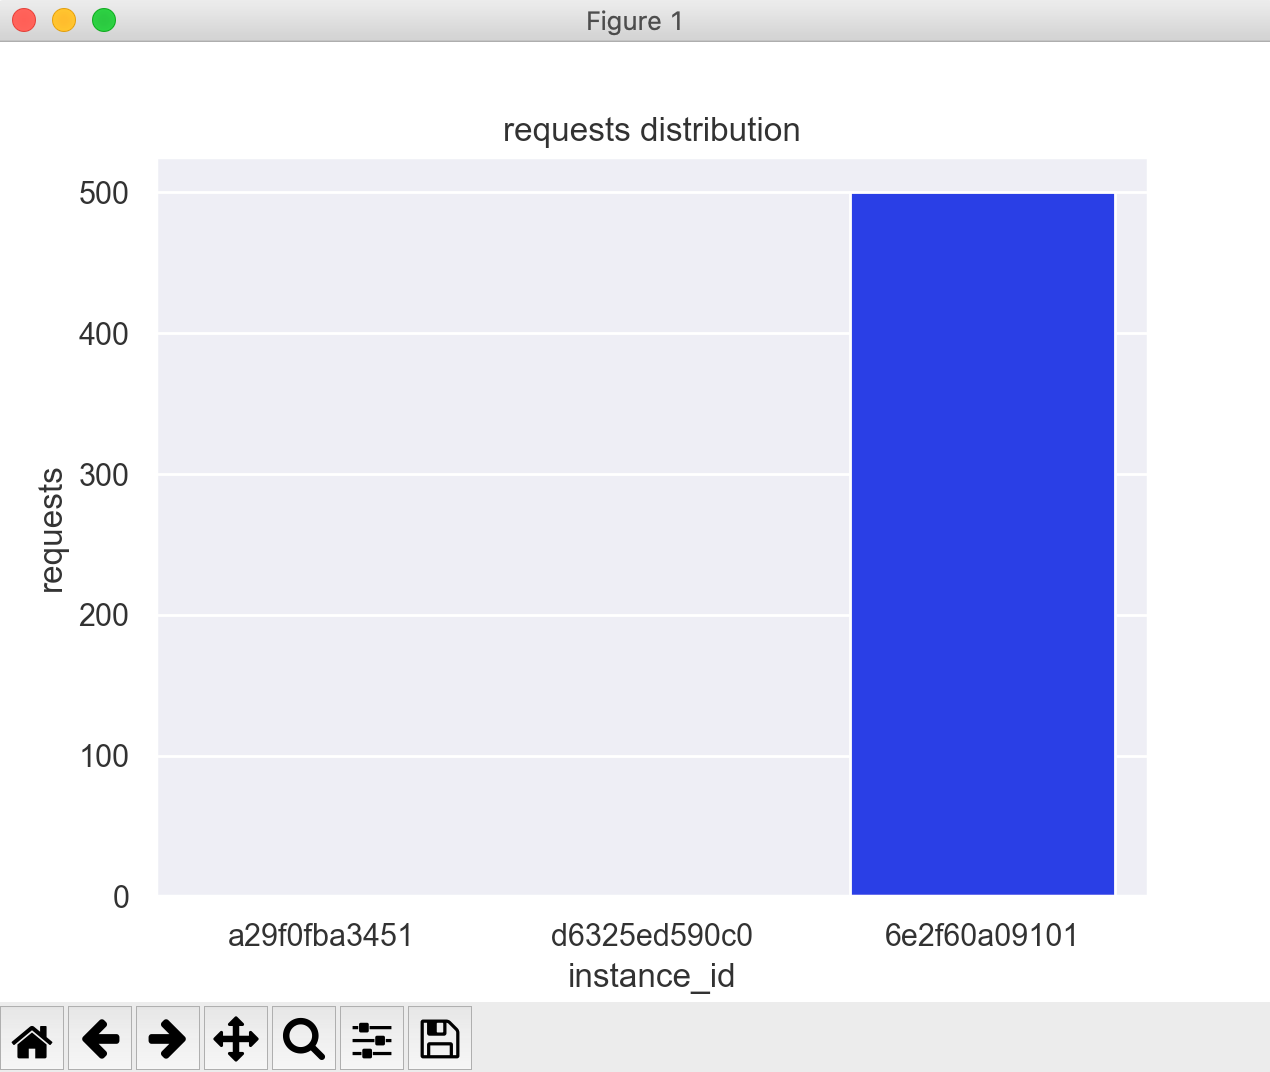 Figure 1
requests distribution
500
400
300
200
100
0
requests
a29f0fba3451
d6325ed590c0
6e2f60a09101
instance_id